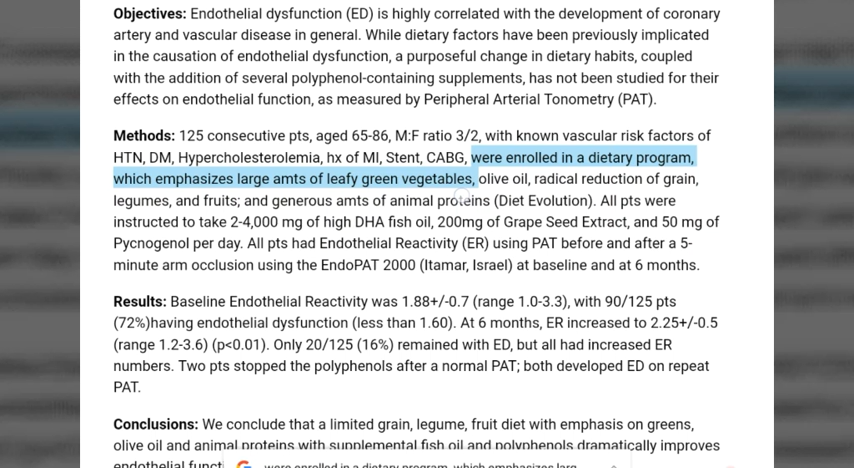 Objectives: Endothelial dysfunction (ED) is highly correlated with the development of coronary
artery and vascular disease in general. While dietary factors have been previously implicated
in the causation of endothelial dysfunction, a purposeful change in dietary habits, coupled
with the addition of several polyphenol-containing supplements, has not been studied for their
effects on endothelial function, as measured by Peripheral Arterial Tonometry (PAT).
Methods: 125 consecutive pts, aged 65-86, M:F ratio 3/2, with known vascular risk factors of
HTN, DM, Hypercholesterolemia, hx of MI, Stent, CABG, were enrolled in a dietary program,
which emphasizes large amts of leafy green vegetables, olive oil, radical reduction of grain,
legumes, and fruits; and generous amts of animal proteins (Diet Evolution). All pts were
instructed to take 2-4,000 mg of high DHA fish oil, 200mg of Grape Seed Extract, and 50 mg of
Pycnogenol per day. All pts had Endothelial Reactivity (ER) using PAT before and after a 5-
minute arm occlusion using the EndoPAT 2000 (Itamar, Israel) at baseline and at 6 months.
Results: Baseline Endothelial Reactivity was 1.88+/-0.7 (range 1.0-3.3), with 90/125 pts
(72%)having endothelial dysfunction (less than 1.60). At 6 months, ER increased to 2.25+/-0.5
(range 1.2-3.6) (p<0.01). Only 20/125 (16%) remained with ED, but all had increased ER
numbers. Two pts stopped the polyphenols after a normal PAT; both developed ED on repeat
PAT.
Conclusions: We conclude that a limited grain, legume, fruit diet with emphasis on greens,
olive oil and animal proteins with supplemental fish oil and polyphenols dramatically improves
endothelial funct
were enrolled in a dietary program, which emphasizes larg